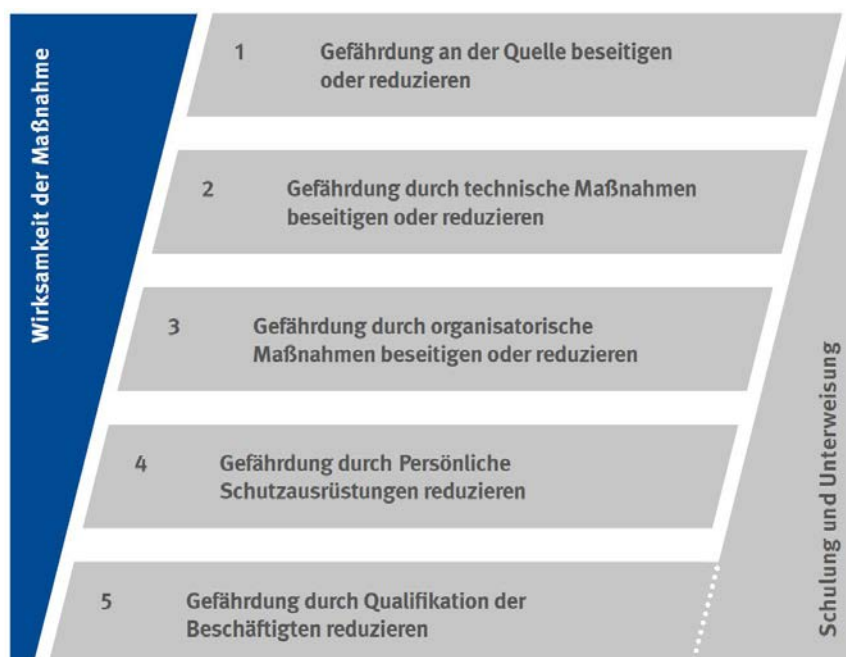 Wirksamkeit der Maßnahme
1 Gefährdung an der Quelle beseitigen
oder reduzieren
2 Gefährdung durch technische Maßnahmen
beseitigen oder reduzieren
3 Gefährdung durch organisatorische
Maßnahmen beseitigen oder reduzieren
4 Gefährdung durch Persönliche
Schutzausrüstungen reduzieren
5 Gefährdung durch Qualifikation der
Beschäftigten reduzieren
Schulung und Unterweisung